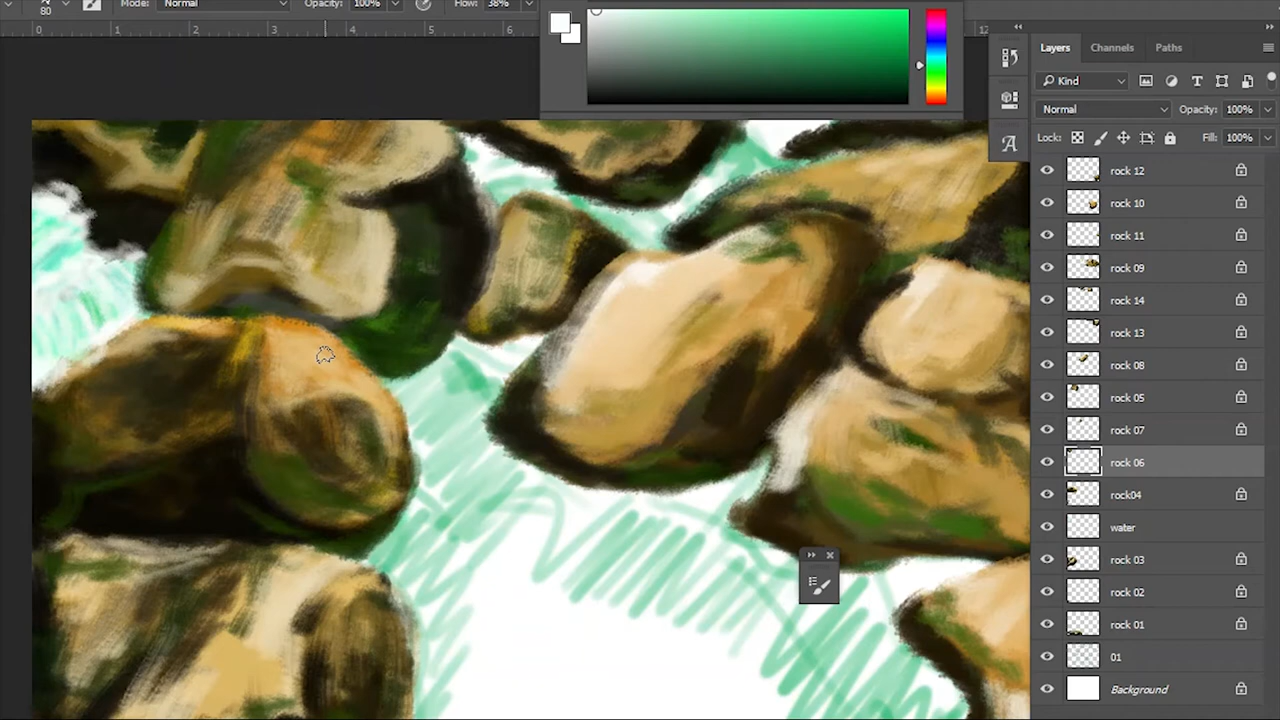 80 Mode: Normal Opacity: 100% Flow: 38%
0 1 2 3 4 5 6 12
Layers Channels Paths
Kind
Normal Opacity: 100%
Lock: Fill: 100%
rock 12
rock 10
rock 11
rock 09
rock 14
rock 13
rock 08
rock 05
rock 07
rock 06
rock04
water
rock 03
rock 02
rock 01
01
Background